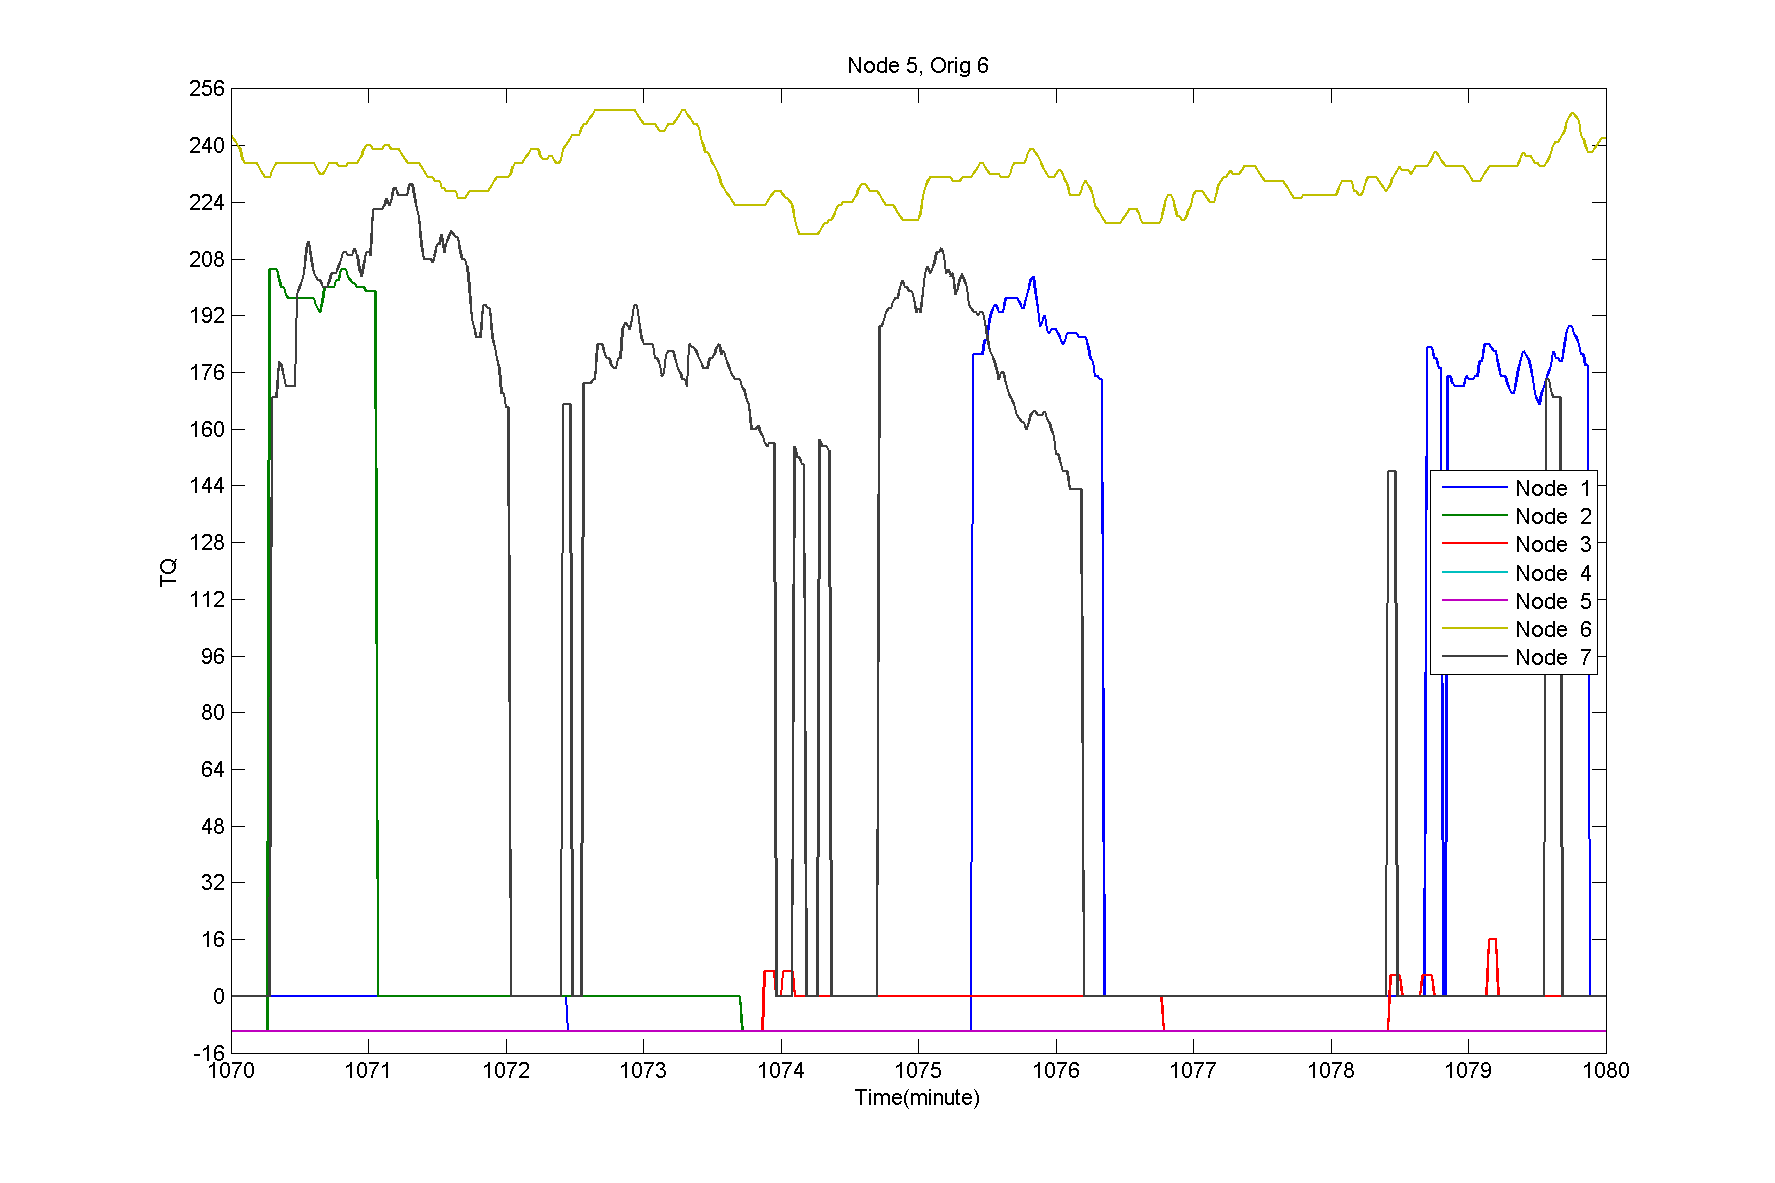 Node 5, Orig 6
256
240
224
208
192
176
160
144
128
112
96
80
64
48
32
16
0
-16
TQ
Node 1
Node 2
Node 3
Node 4
Node 5
Node 6
Node 7
1070 1071 1072 1073 1074 1075 1076 1077 1078 1079 1080
Time(minute)